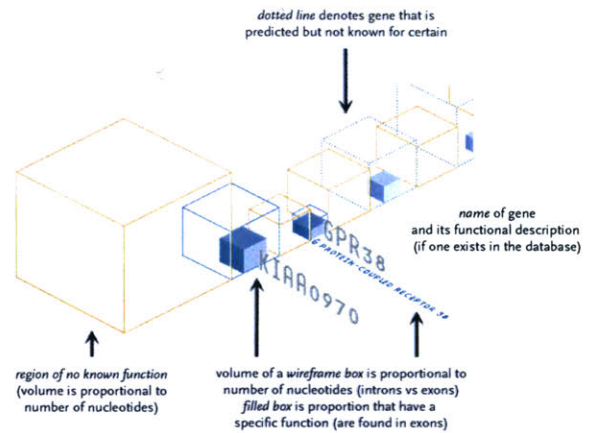 dotted line denotes gene that is
predicted but not known for certain
name of gene
and its functional description
(if one exists in the database)
GPR38
G PROTEIN-COUPLED RECEPTOR 38
KIAA0970
region of no known function
(volume is proportional to
number of nucleotides)
volume of a wireframe box is proportional to
number of nucleotides (introns vs exons)
filled box is proportion that have a
specific function (are found in exons)